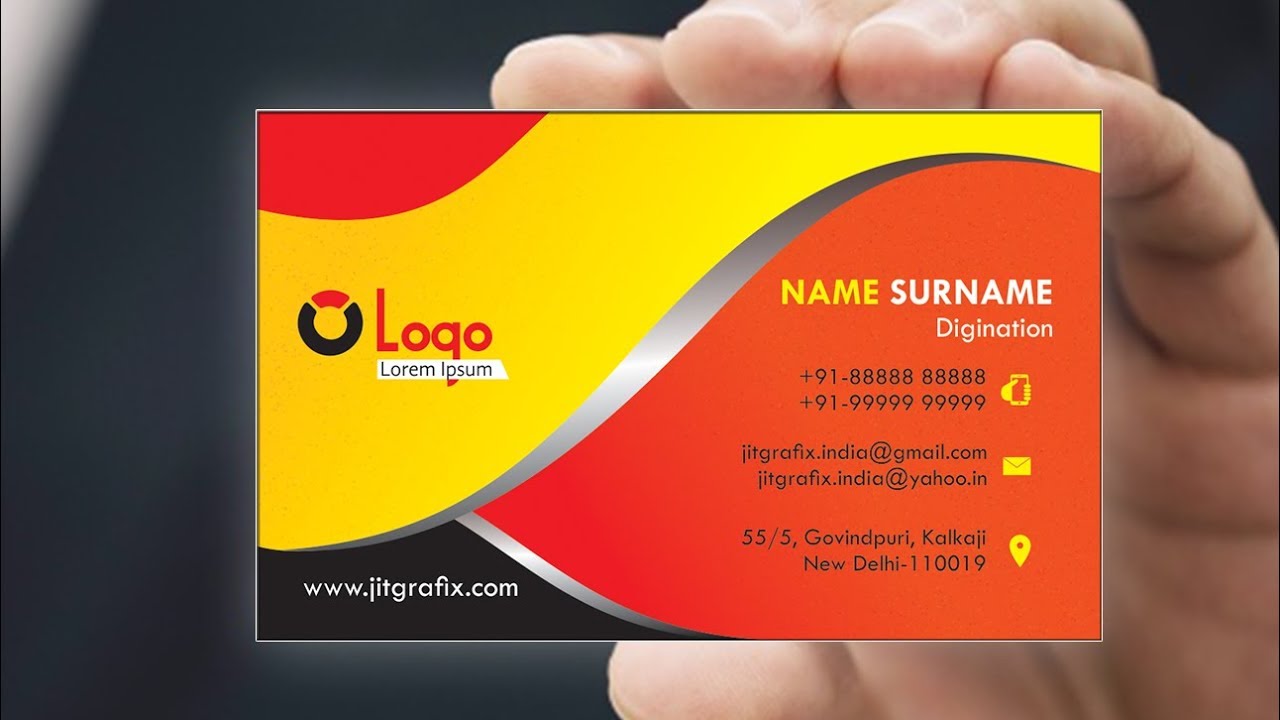 Logo
Lorem Ipsum
NAME SURNAME
Digination
+91-88888 88888
+91-99999 99999
jitgrafix.india@gmail.com
jitgrafix.india@yahoo.in
55/5, Govindpuri, Kalkaji
New Delhi-110019
www.jitgrafix.com